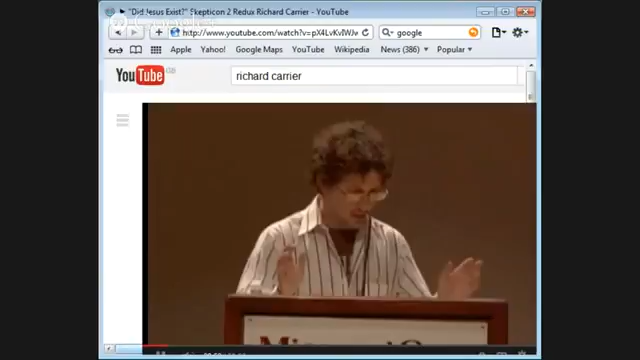 "Did Jesus Exist?" Skepticon 2 Redux Richard Carrier - YouTube
http://www.youtube.com/watch?v=pX4LvKvIWJw
google
Apple Yahoo! Google Maps YouTube Wikipedia News (386) Popular
YouTube
richard carrier